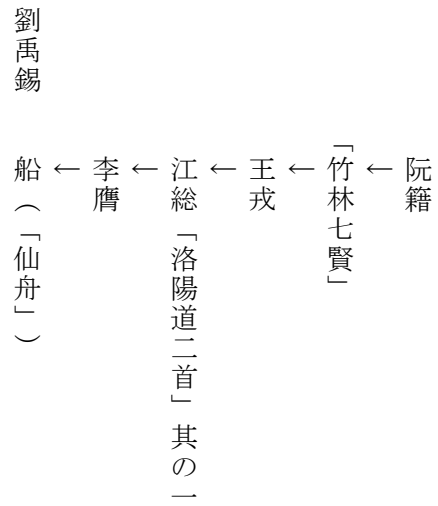 阮籍
↓
「竹林七賢」
↓
王戎
↓
江総「洛陽道二首」其の一
↓
李膺
↓
劉禹錫　船（「仙舟」）